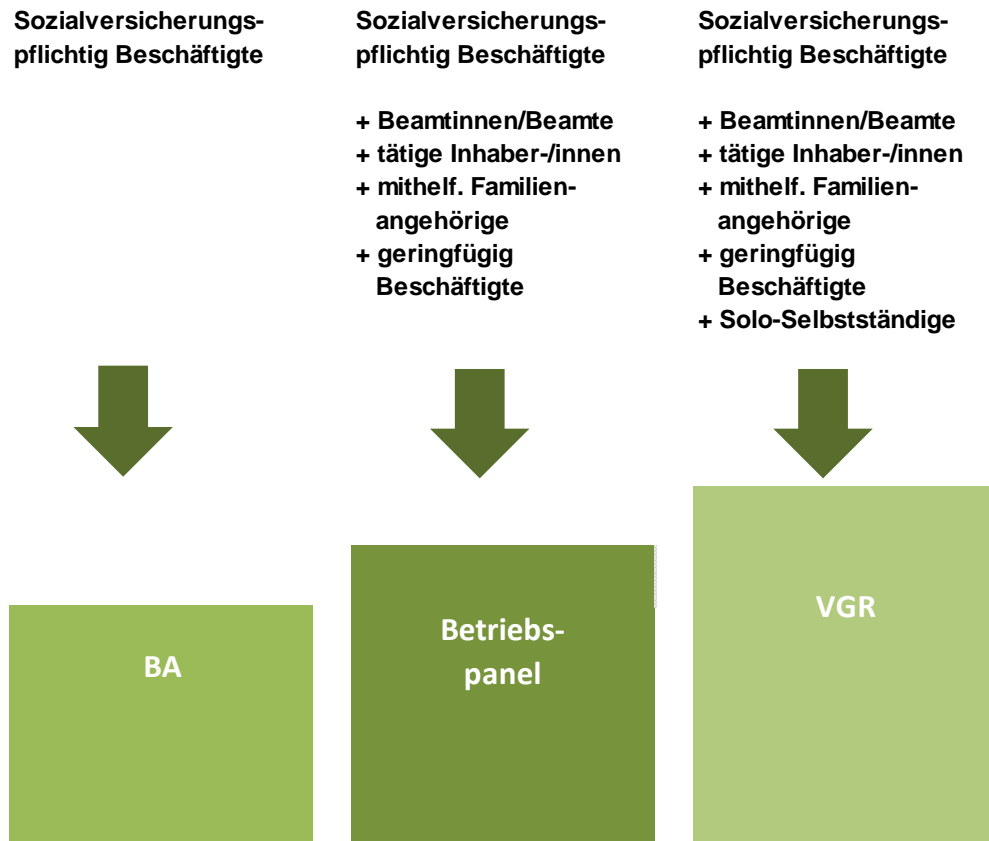 Sozialversicherungs-
pflichtig Beschäftigte
Sozialversicherungs-
pflichtig Beschäftigte
+ Beamtinnen/Beamte
+ tätige Inhaber-/innen
+ mithelf. Familien-
angehörige
+ geringfügig
Beschäftigte
Sozialversicherungs-
pflichtig Beschäftigte
+ Beamtinnen/Beamte
+ tätige Inhaber-/innen
+ mithelf. Familien-
angehörige
+ geringfügig
Beschäftigte
+ Solo-Selbstständige
BA
Betriebs-
panel
VGR